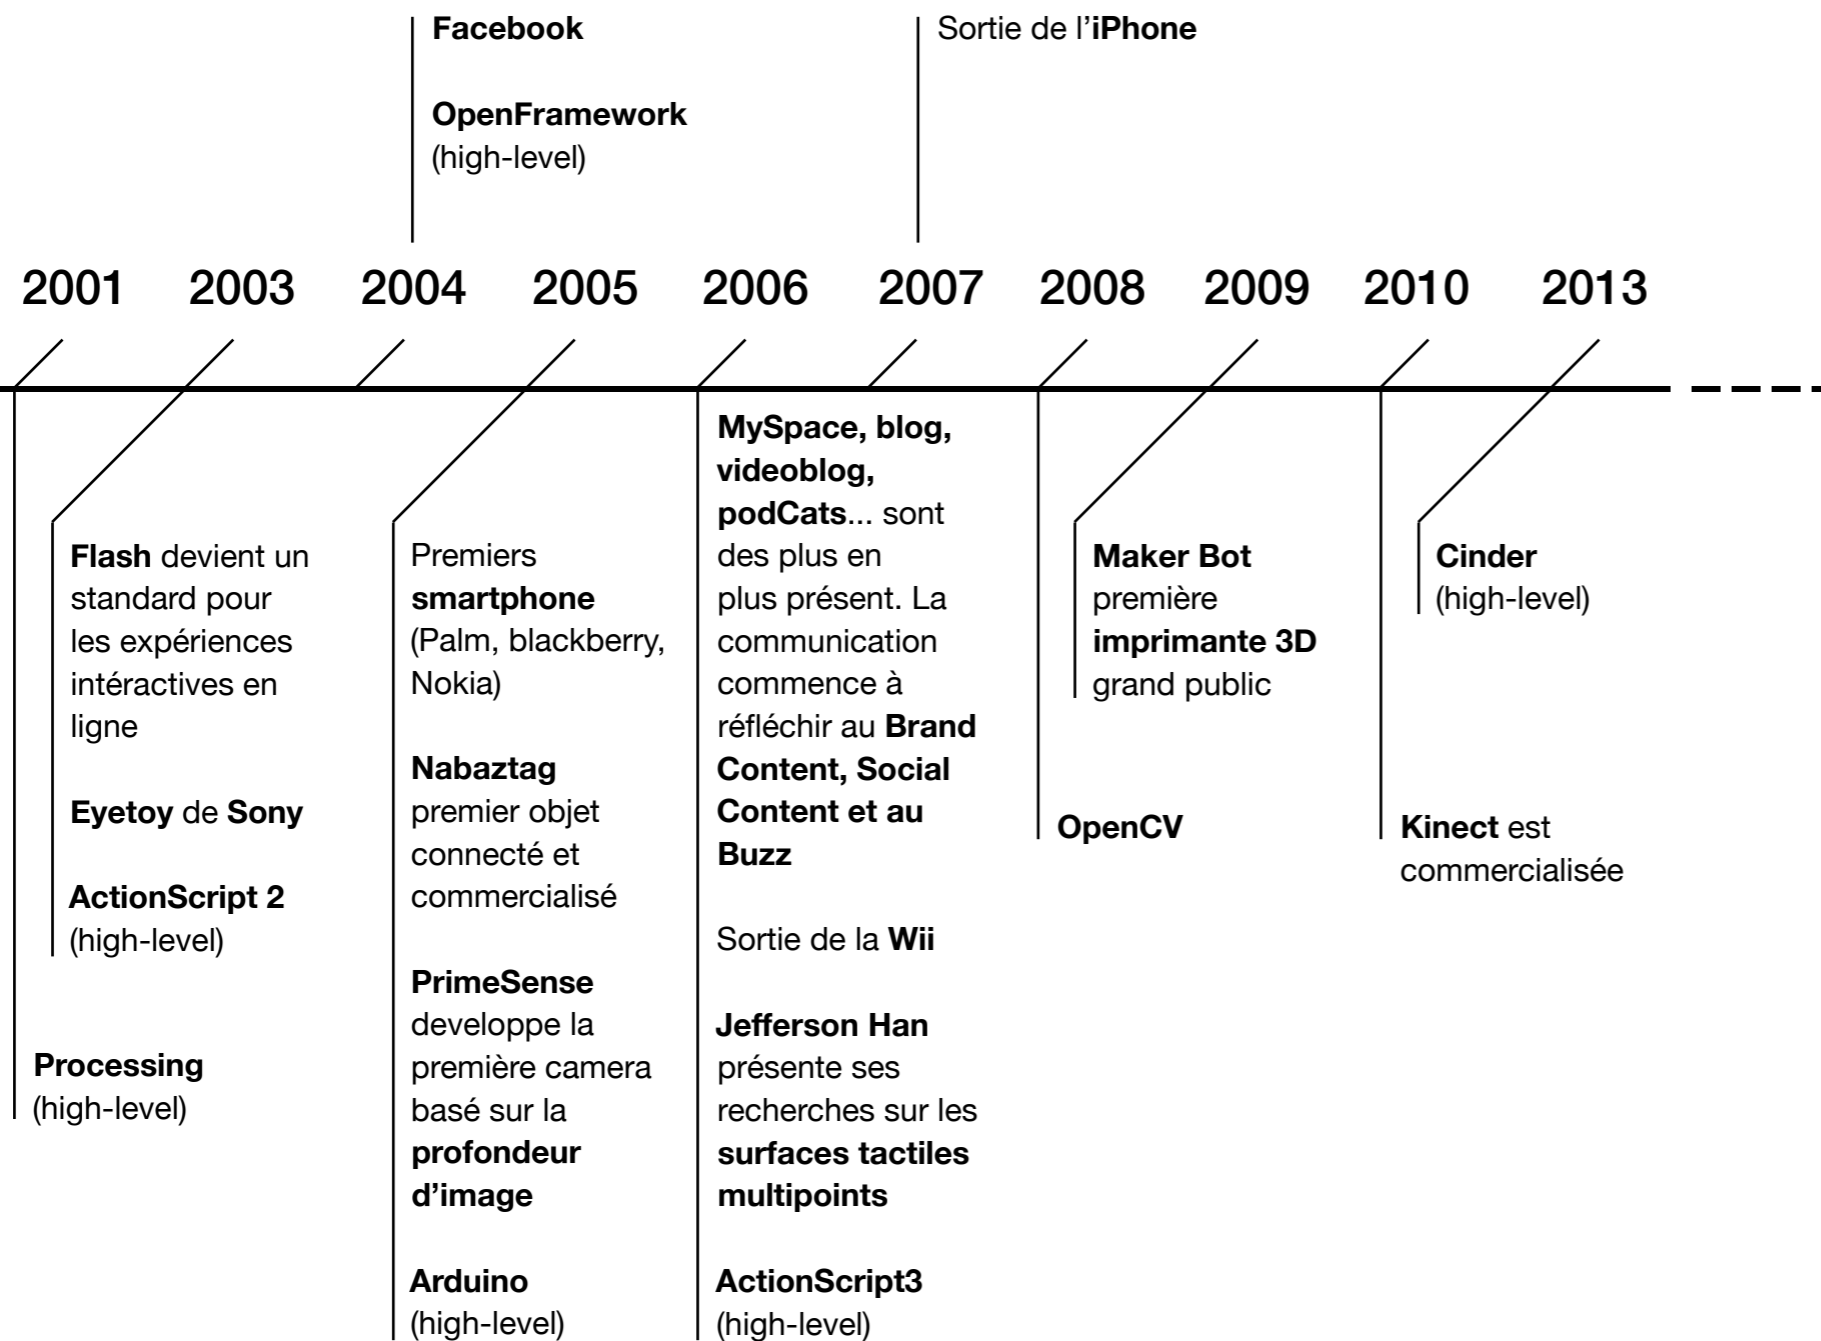 Facebook
OpenFramework
(high-level)
Sortie de l’iPhone
2001 2003 2004 2005 2006 2007 2008 2009 2010 2013
Processing
(high-level)
Flash devient un
standard pour
les expériences
intéractives en
ligne
Eyetoy de Sony
ActionScript 2
(high-level)
Premiers
smartphone
(Palm, blackberry,
Nokia)
Nabaztag
premier objet
connecté et
commercialisé
PrimeSense
developpe la
première camera
basé sur la
profondeur
d’image
Arduino
(high-level)
MySpace, blog,
videoblog,
podCats... sont
des plus en
plus présent. La
communication
commence à
réfléchir au Brand
Content, Social
Content et au
Buzz
Sortie de la Wii
Jefferson Han
présente ses
recherches sur les
surfaces tactiles
multipoints
ActionScript3
(high-level)
OpenCV
Maker Bot
première
imprimante 3D
grand public
Kinect est
commercialisée
Cinder
(high-level)